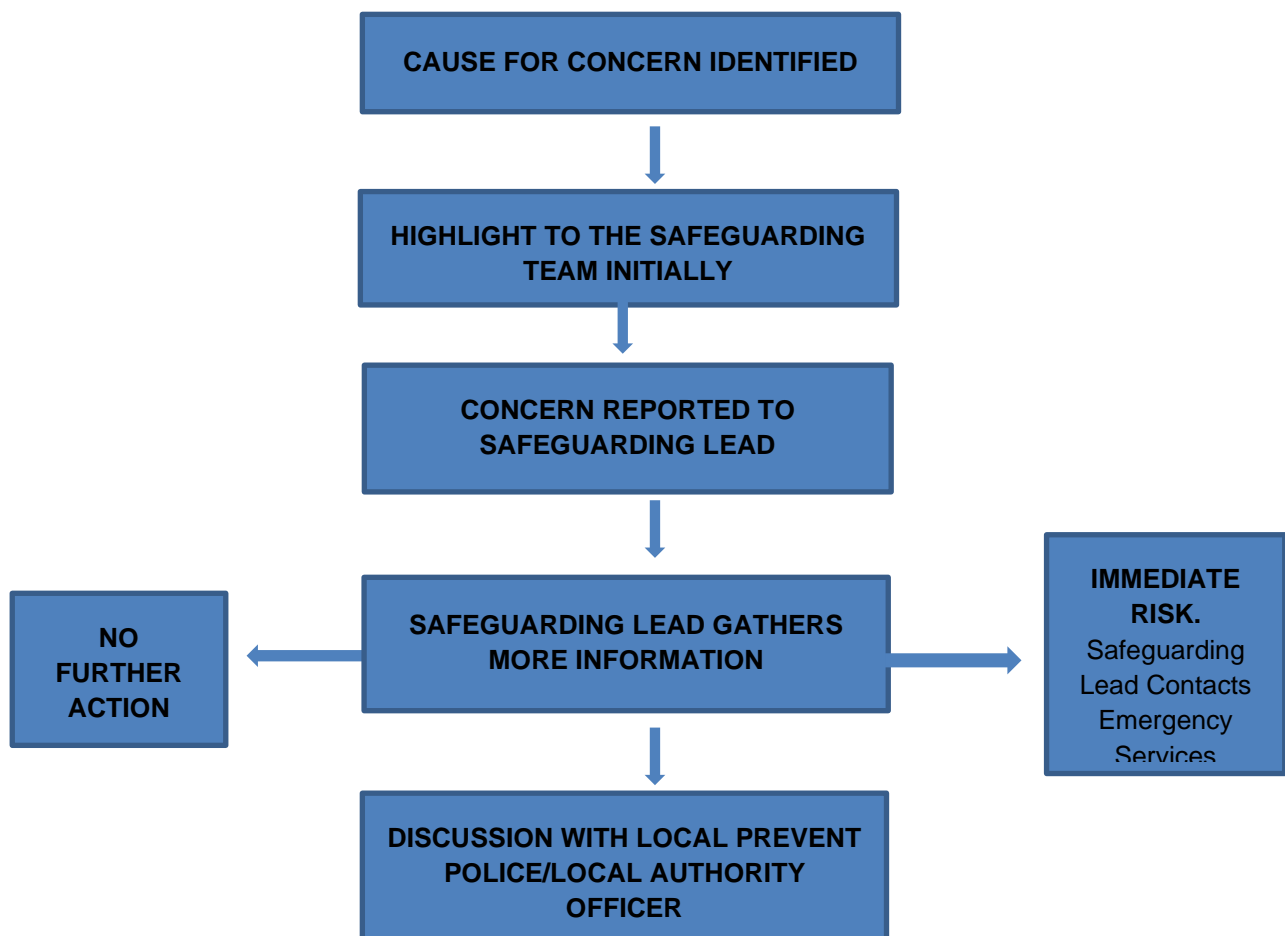 CAUSE FOR CONCERN IDENTIFIED
HIGHLIGHT TO THE SAFEGUARDING
TEAM INITIALLY
CONCERN REPORTED TO
SAFEGUARDING LEAD
SAFEGUARDING LEAD GATHERS
MORE INFORMATION
NO
FURTHER
ACTION
IMMEDIATE
RISK.
Safeguarding
Lead Contacts
Emergency
Services
DISCUSSION WITH LOCAL PREVENT
POLICE/LOCAL AUTHORITY
OFFICER